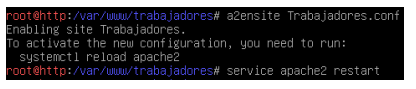 root@http:/var/www/trabajadores# a2ensite Trabajadores.conf
Enabling site Trabajadores.
To activate the new configuration, you need to run:
  systemctl reload apache2
root@http:/var/www/trabajadores# service apache2 restart